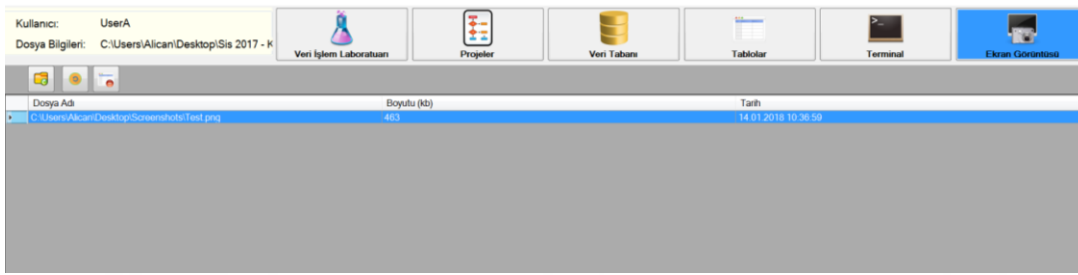 Kullanıcı: UserA
Dosya Bilgileri: C:\Users\Alican\Desktop\Sis 2017 - K
Veri İşlem Laboratuarı Projeler Veri Tabanı Tablolar Terminal Ekran Görüntüsü
Dosya Adı Boyutu (kb) Tarih
C:\Users\Alican\Desktop\Screenshots\Test.png 463 14.01.2018 10:36:59